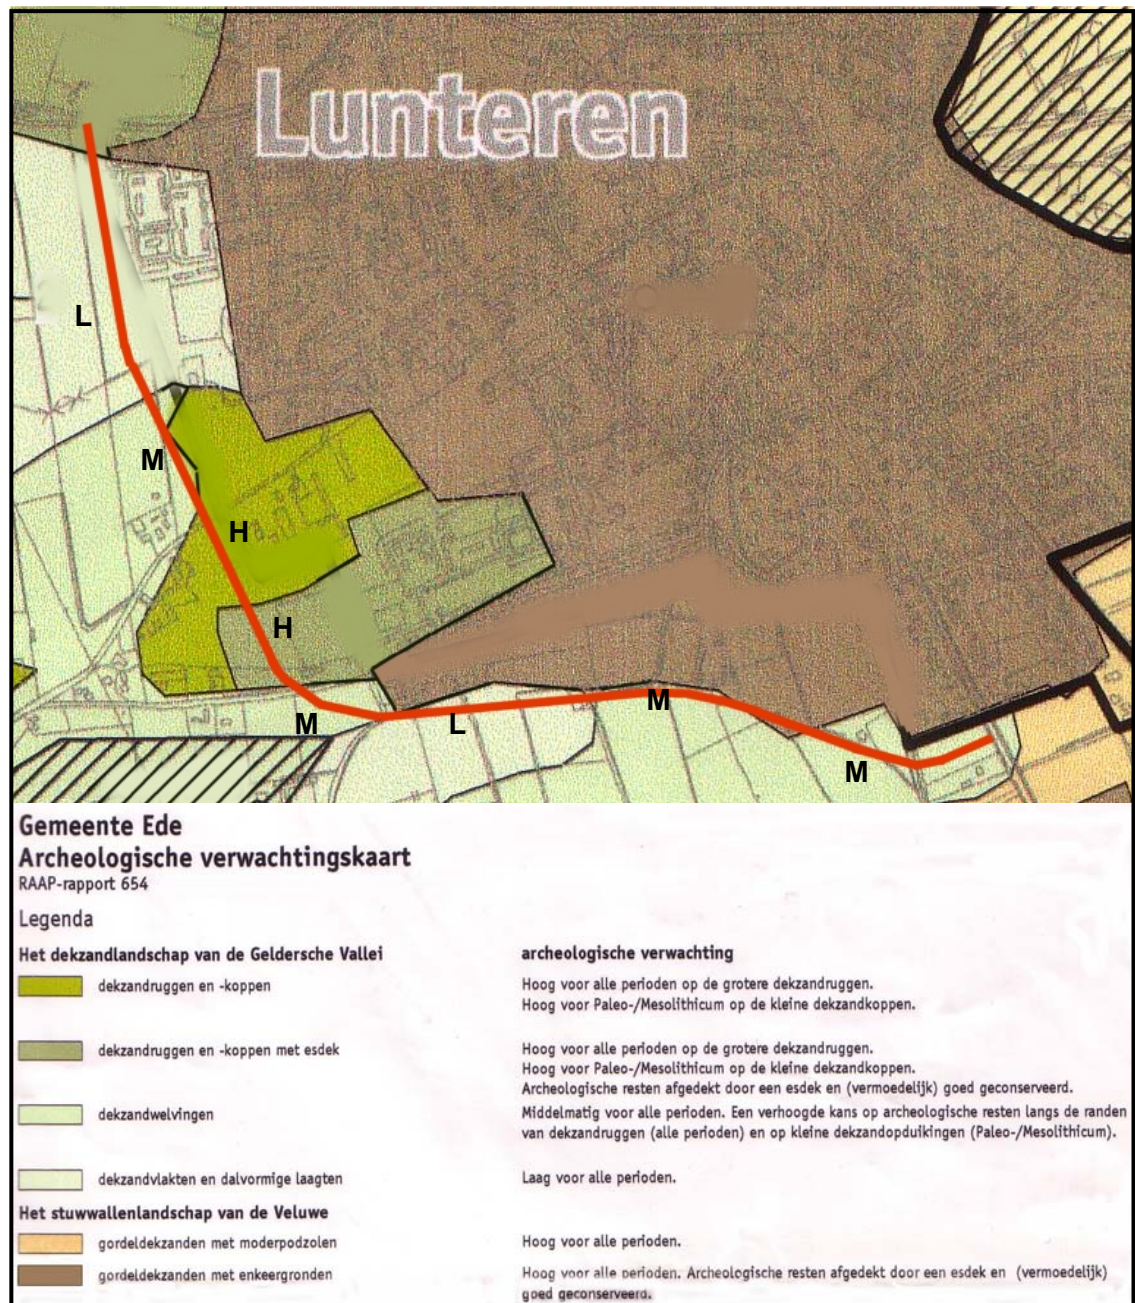 Lunteren
L
M
H
H
M
L
M
M
Gemeente Ede
Archeologische verwachtingskaart
RAAP-rapport 654
Legenda
Het dekzandlandschap van de Geldersche Vallei archeologische verwachting
dekzandruggen en -koppen Hoog voor alle perioden op de grotere dekzandruggen.
Hoog voor Paleo-/Mesolithicum op de kleine dekzandkoppen.
dekzandruggen en -koppen met esdek Hoog voor alle perioden op de grotere dekzandruggen.
Hoog voor Paleo-/Mesolithicum op de kleine dekzandkoppen.
Archeologische resten afgedekt door een esdek en (vermoedelijk) goed geconserveerd.
dekzandwelvingen Middelmatig voor alle perioden. Een verhoogde kans op archeologische resten langs de randen
van dekzandruggen (alle perioden) en op kleine dekzandopduikingen (Paleo-/Mesolithicum).
dekzandvlakten en dalvormige laagten Laag voor alle perioden.
Het stuwwallenlandschap van de Veluwe
gordeldekzanden met moderpodzolen Hoog voor alle perioden.
gordeldekzanden met enkeergronden Hoog voor alle perioden. Archeologische resten afgedekt door een esdek en (vermoedelijk)
goed geconserveerd.